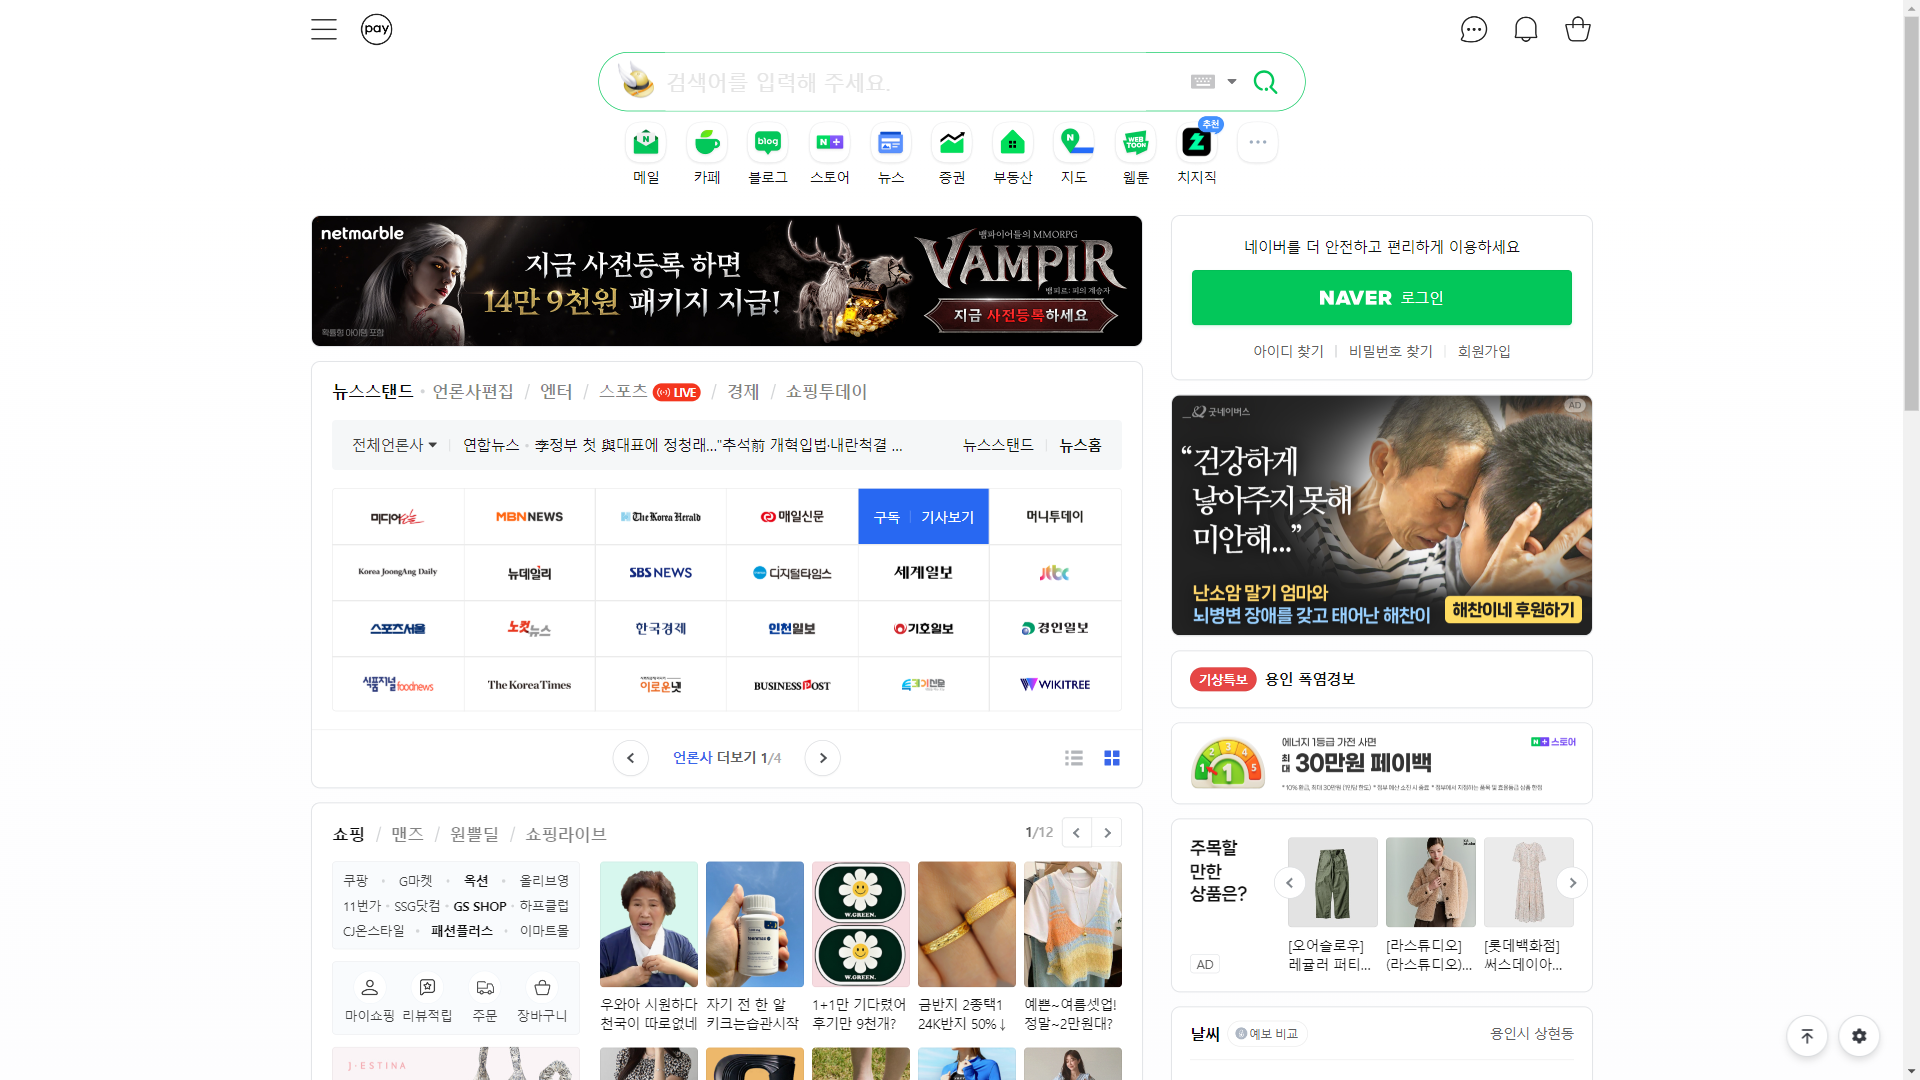 pay
검색어를 입력해 주세요.
추천
메일
카페
blog
블로그
N +
스토어
뉴스
증권
부동산
지도
WEB TOON
웹툰
치지직
netmarble
지금 사전등록 하면
14만 9천원 패키지 지급!
확률형 아이템 포함
뱀파이어들의 MMORPG
VAMPIR
뱀피르: 피의 계승자
지금 사전등록하세요
네이버를 더 안전하고 편리하게 이용하세요
NAVER 로그인
아이디 찾기
비밀번호 찾기
회원가입
뉴스스탠드 · 언론사편집 / 엔터 / 스포츠 LIVE / 경제 / 쇼핑투데이
전체언론사
연합뉴스 · 李정부 첫 與대표에 정청래..."추석前 개혁입법·내란척결 ...
뉴스스탠드
뉴스홈
미디어오늘
MBN NEWS
The Korea Herald
매일신문
구독
기사보기
머니투데이
Korea JoongAng Daily
뉴데일리
SBS NEWS
디지털타임스
세계일보
jtbc
스포츠서울
노컷뉴스
한국경제
인천일보
기호일보
경인일보
식품저널 foodnews
The Korea Times
이로운넷
BUSINESS POST
WIKITREE
언론사 더보기 1/4
AD
굿네이버스
“건강하게
낳아주지 못해
미안해...”
난소암 말기 엄마와
뇌병변 장애를 갖고 태어난 해찬이
해찬이네 후원하기
기상특보
용인 폭염경보
1 2 3 4 5
1
에너지 1등급 가전 사면
최대 30만원 페이백
N + 스토어
쇼핑 / 맨즈 / 원쁠딜 / 쇼핑라이브
1/12
쿠팡 · G마켓 · 옥션 · 올리브영
11번가 · SSG닷컴 · GS SHOP · 하프클럽
CJ온스타일 · 패션플러스 · 이마트몰
마이쇼핑
리뷰적립
주문
장바구니
J·ESTINA
W.GREEN.
W.GREEN.
우와아 시원하다
천국이 따로없네
자기 전 한 알
키크는습관시작
1+1만 기다렸어
후기만 9천개?
금반지 2종택1
24K반지 50%↓
예쁜~여름셋업!
정말~2만원대?
주목할
만한
상품은?
AD
[오어슬로우]
레귤러 퍼티...
[라스튜디오]
(라스튜디오)...
[롯데백화점]
써스데이아...
날씨
예보 비교
용인시 상현동